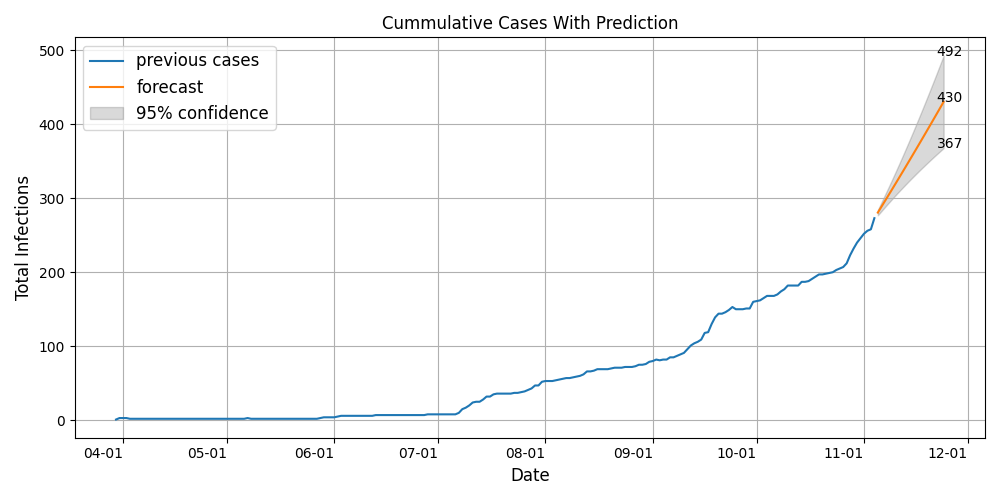 Cummulative Cases With Prediction
previous cases
forecast
95% confidence
492
430
367
500
400
300
200
100
0
Total Infections
04-01 05-01 06-01 07-01 08-01 09-01 10-01 11-01 12-01
Date